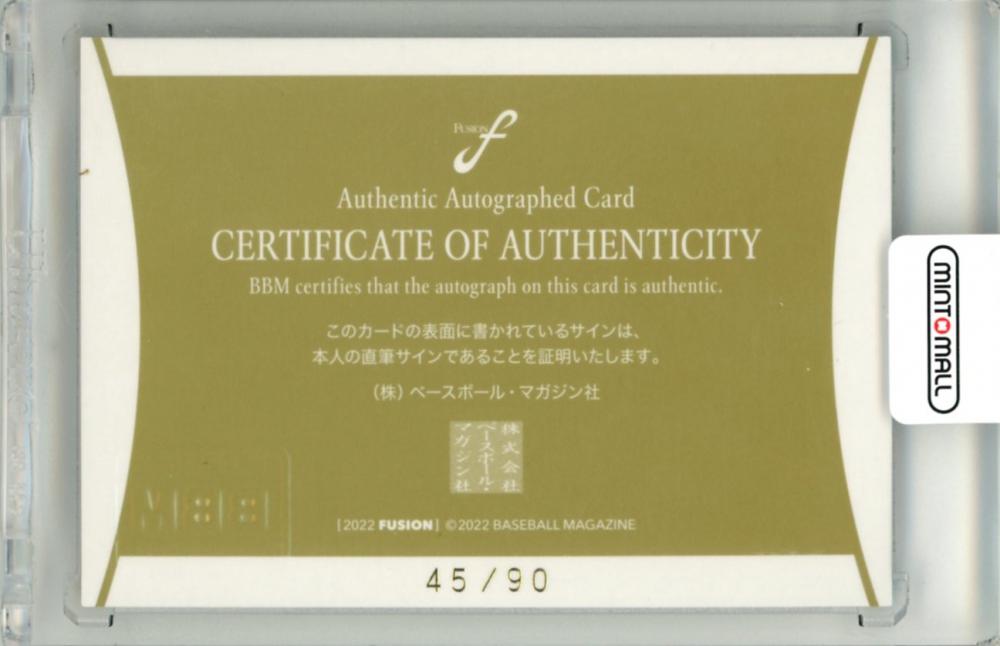 FUSION f
Authentic Autographed Card
CERTIFICATE OF AUTHENTICITY
BBM certifies that the autograph on this card is authentic.
このカードの表面に書かれているサインは、
本人の直筆サインであることを証明いたします。
(株) ベースボール・マガジン社
株式会社
ベースボール・
マガジン社
BBM
[2022 FUSION] ©2022 BASEBALL MAGAZINE
45/90
MINTMALL